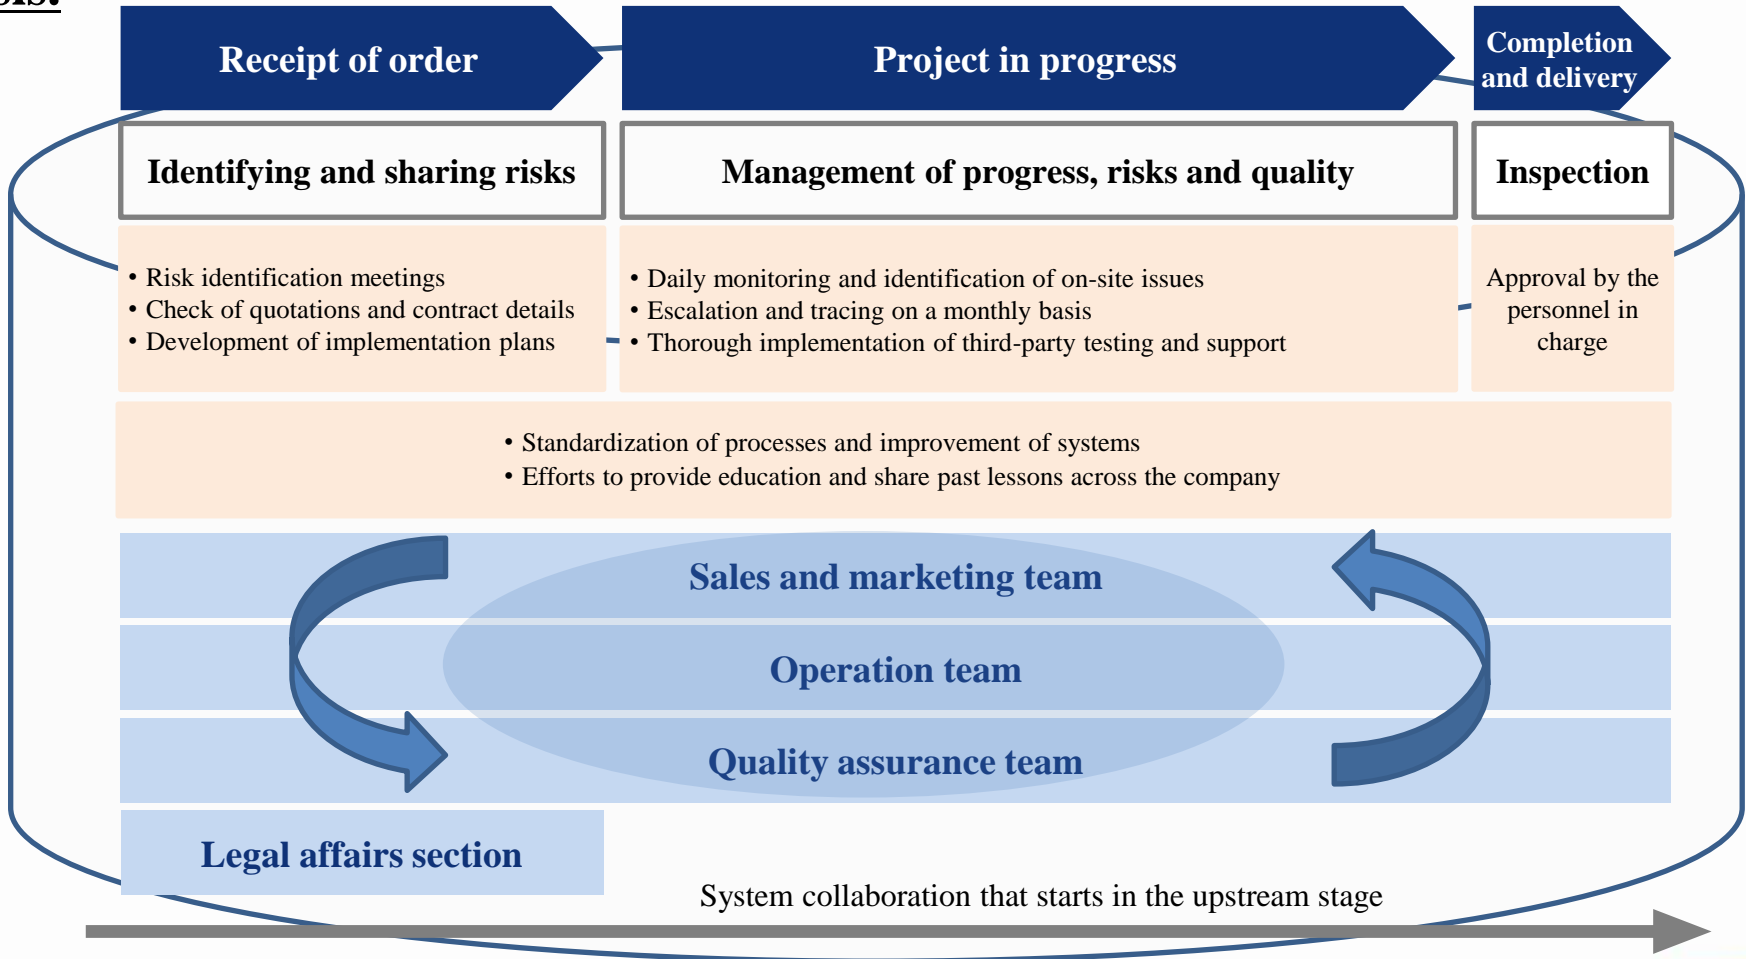 Receipt of order
Project in progress
Completion
and delivery
Identifying and sharing risks
Management of progress, risks and quality
Inspection
• Risk identification meetings
• Check of quotations and contract details
• Development of implementation plans
• Daily monitoring and identification of on-site issues
• Escalation and tracing on a monthly basis
• Thorough implementation of third-party testing and support
Approval by the
personnel in
charge
• Standardization of processes and improvement of systems
• Efforts to provide education and share past lessons across the company
Sales and marketing team
Operation team
Quality assurance team
Legal affairs section
System collaboration that starts in the upstream stage